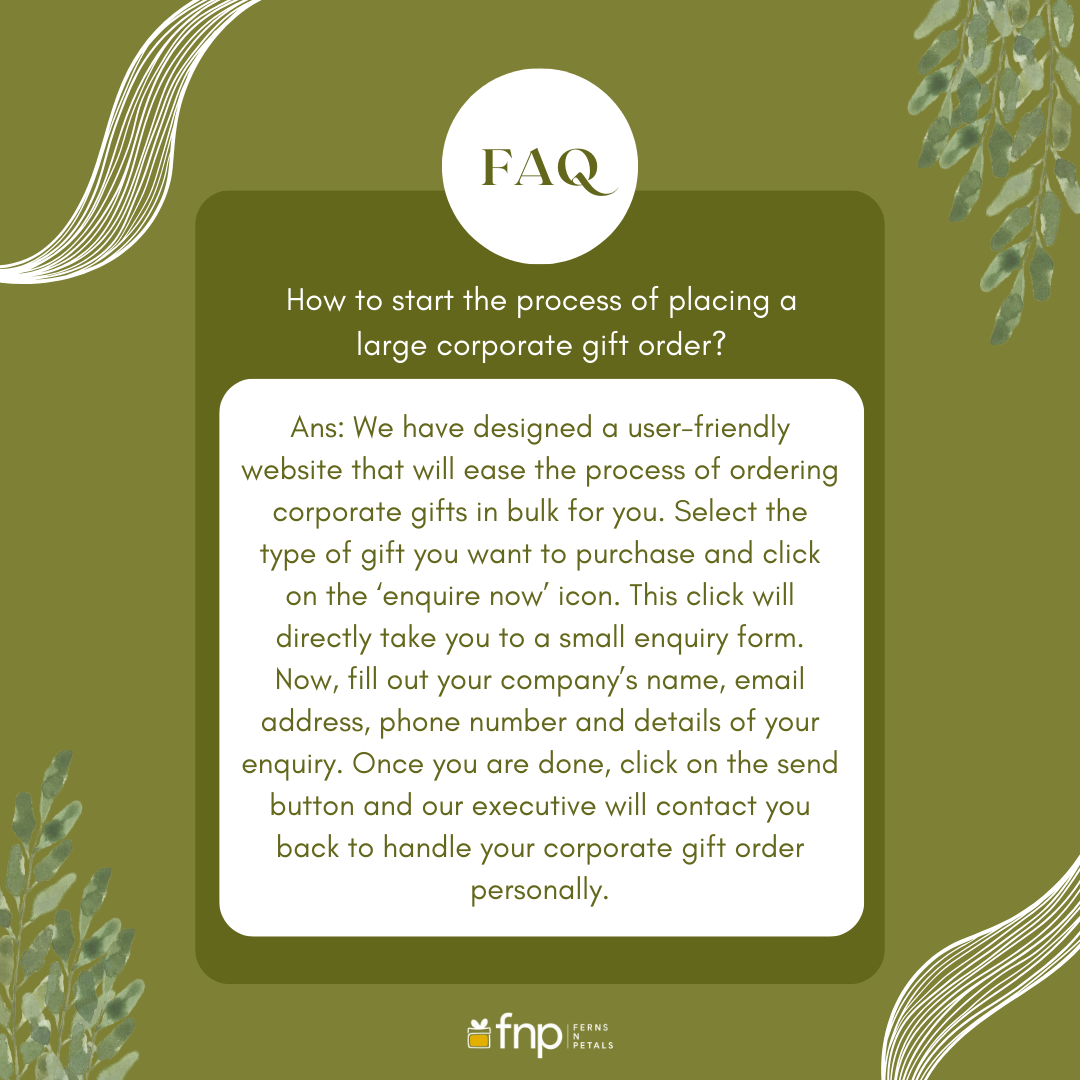 FAQ
How to start the process of placing a
large corporate gift order?
Ans: We have designed a user-friendly
website that will ease the process of ordering
corporate gifts in bulk for you. Select the
type of gift you want to purchase and click
on the ‘enquire now’ icon. This click will
directly take you to a small enquiry form.
Now, fill out your company’s name, email
address, phone number and details of your
enquiry. Once you are done, click on the send
button and our executive will contact you
back to handle your corporate gift order
personally.
fnp
FERNS
N
PETALS